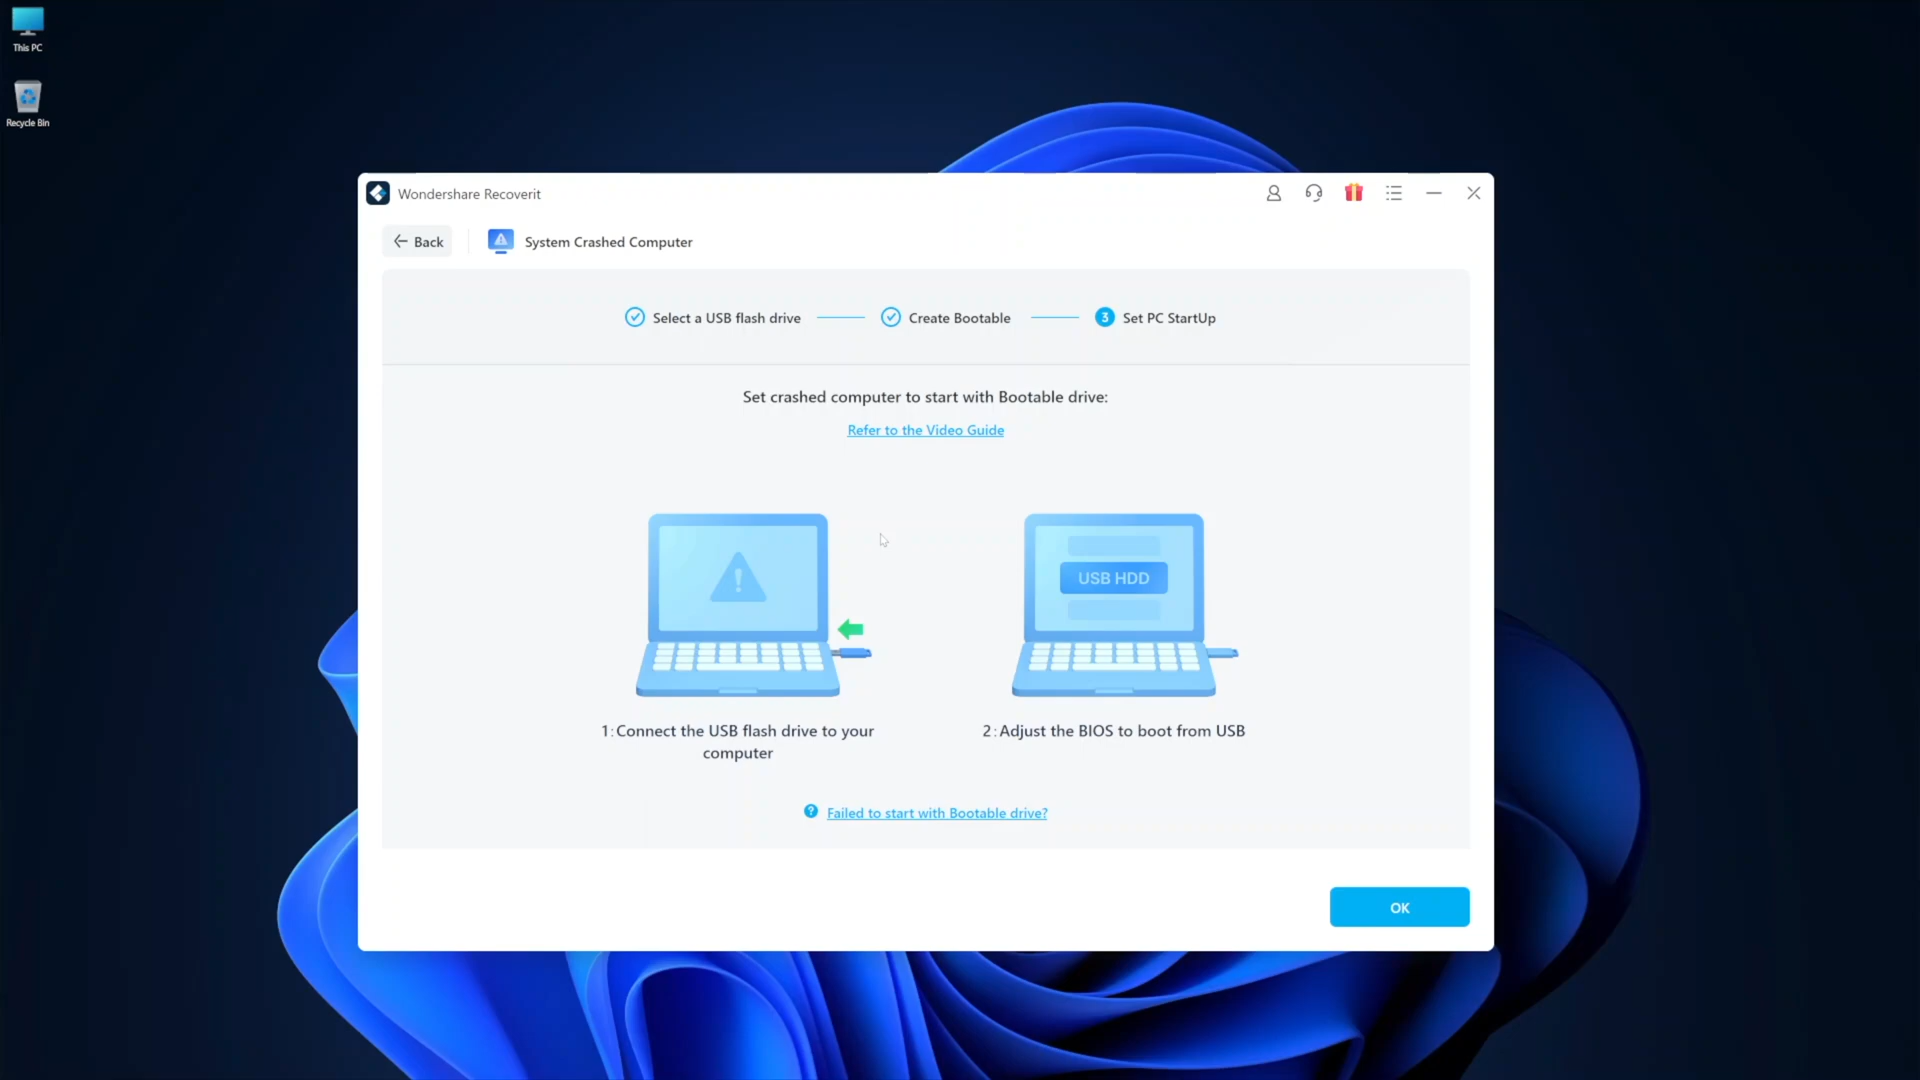 This PC
Recycle Bin
Wondershare Recoverit
Back
System Crashed Computer
Select a USB flash drive
Create Bootable
3 Set PC StartUp
Set crashed computer to start with Bootable drive:
Refer to the Video Guide
USB HDD
1:Connect the USB flash drive to your
computer
2:Adjust the BIOS to boot from USB
? Failed to start with Bootable drive?
OK